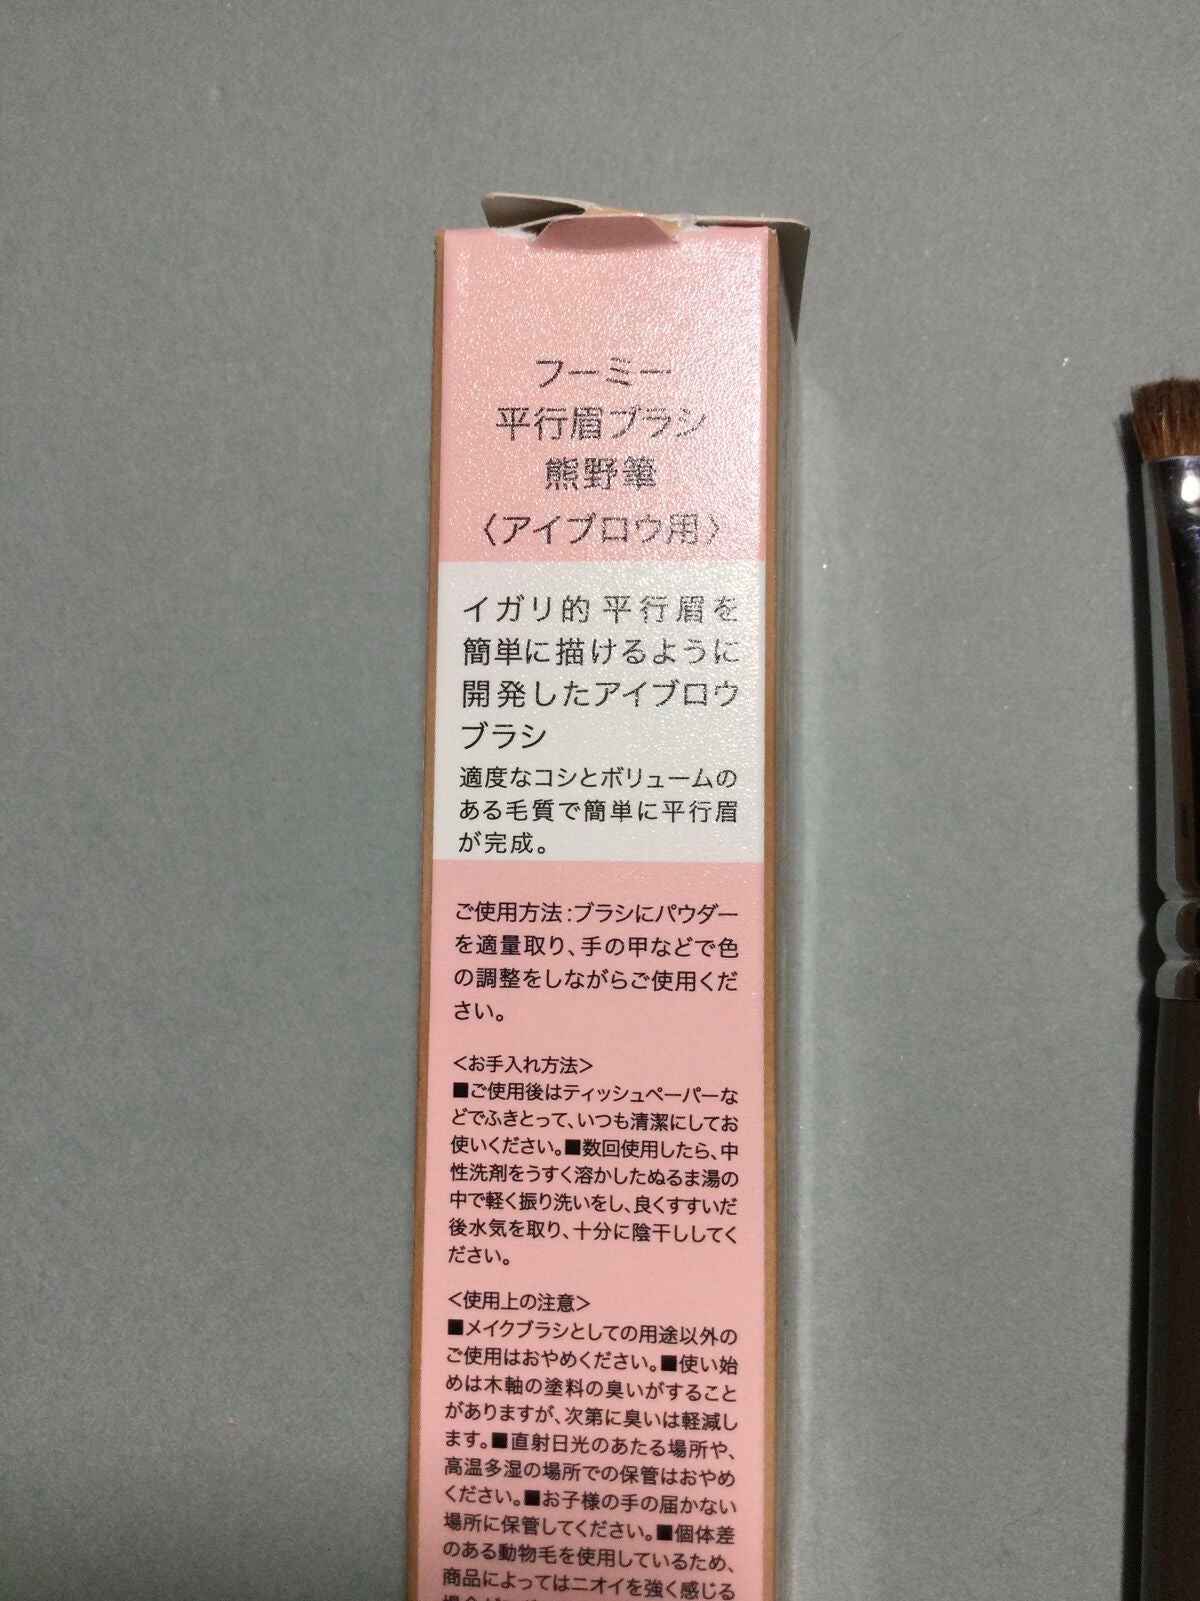 フーミー
平行眉ブラシ
熊野筆
〈アイブロウ用〉
イガリ的 平行眉を
簡単に描けるように
開発したアイブロウ
ブラシ
適度なコシとボリュームの
ある毛質で簡単に平行眉
が完成。
ご使用方法:ブラシにパウダー
を適量取り、手の甲などで色
の調整をしながらご使用くだ
さい。
<お手入れ方法>
■ご使用後はティッシュペーパーな
どでふきとって、いつも清潔にしてお
使いください。■数回使用したら、中
性洗剤をうすく溶かしたぬるま湯の
中で軽く振り洗いをし、良くすすいだ
後水気を取り、十分に陰干ししてく
ださい。
<使用上の注意>
■メイクブラシとしての用途以外の
ご使用はおやめください。■使い始
めは木軸の塗料の臭いがすること
がありますが、次第に臭いは軽減し
ます。■直射日光のあたる場所や、
高温多湿の場所での保管はおやめ
ください。■お子様の手の届かない
場所に保管してください。■個体差
のある動物毛を使用しているため、
商品によってはニオイを強く感じる